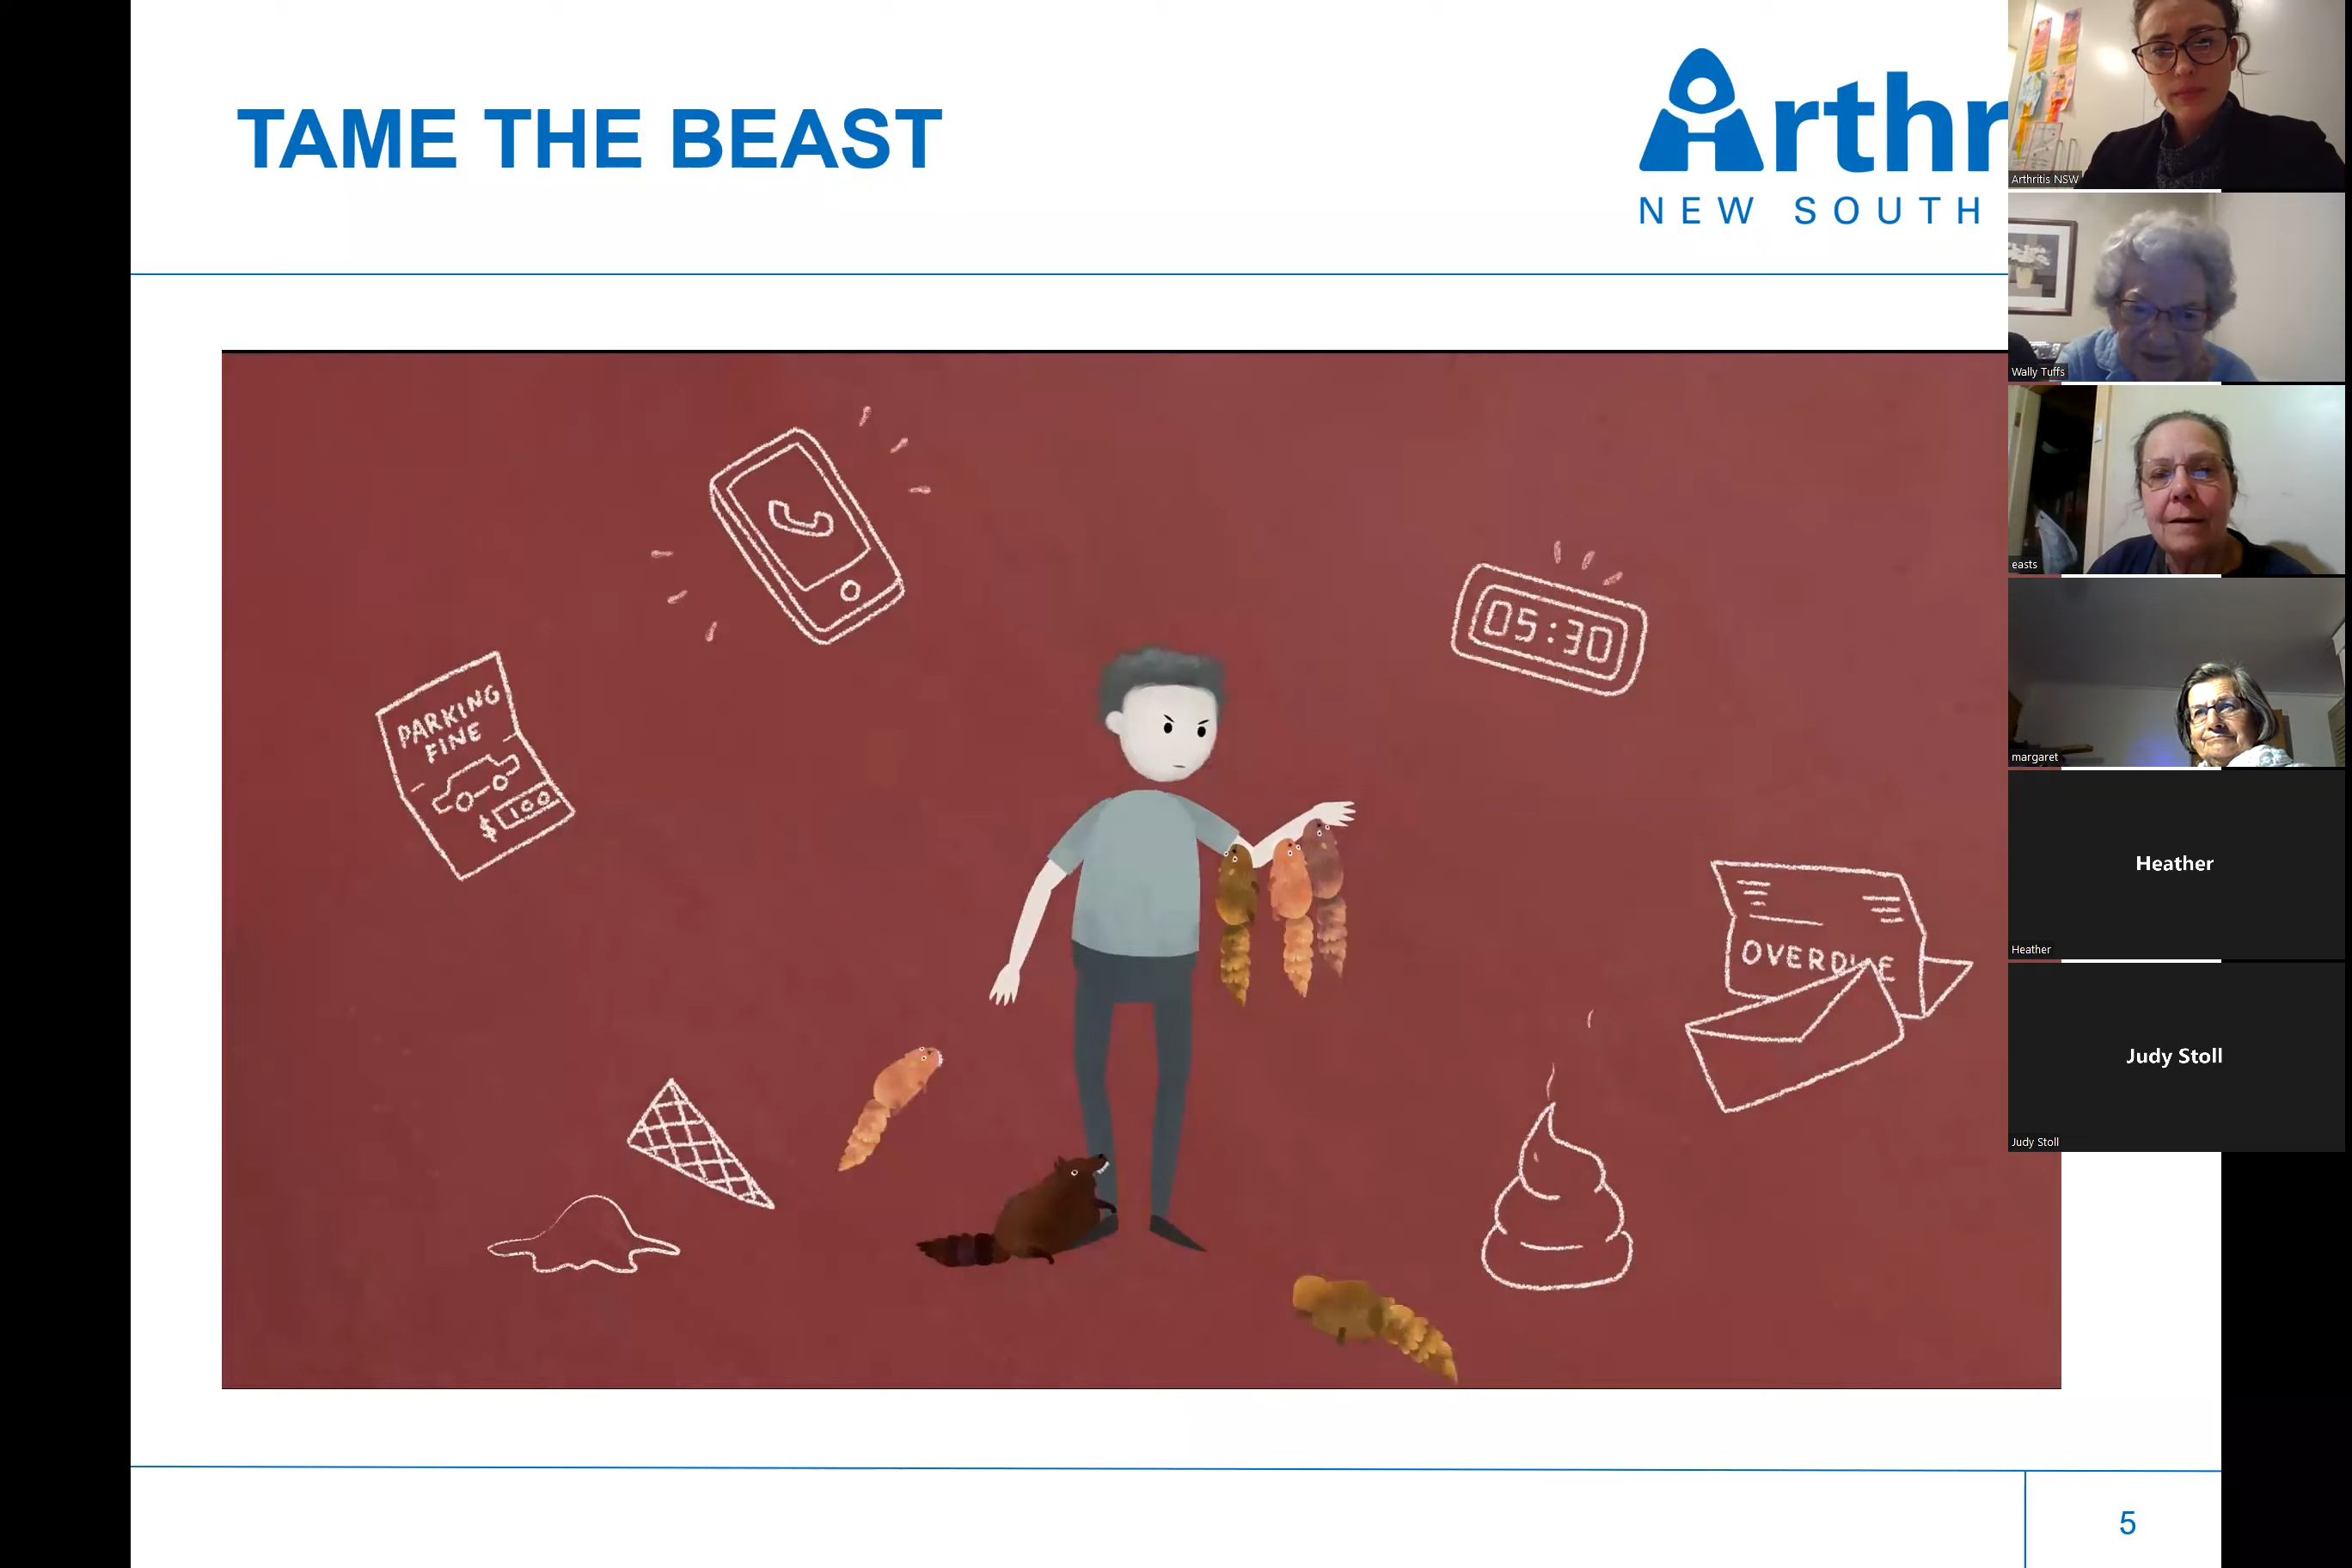 TAME THE BEAST
Arthr
NEW SOUTH
PARKING
FINE
$ 100
05:30
OVERDUE
Arthritis NSW
Wally Tuffs
easts
margaret
Heather
Heather
Judy Stoll
Judy Stoll
5